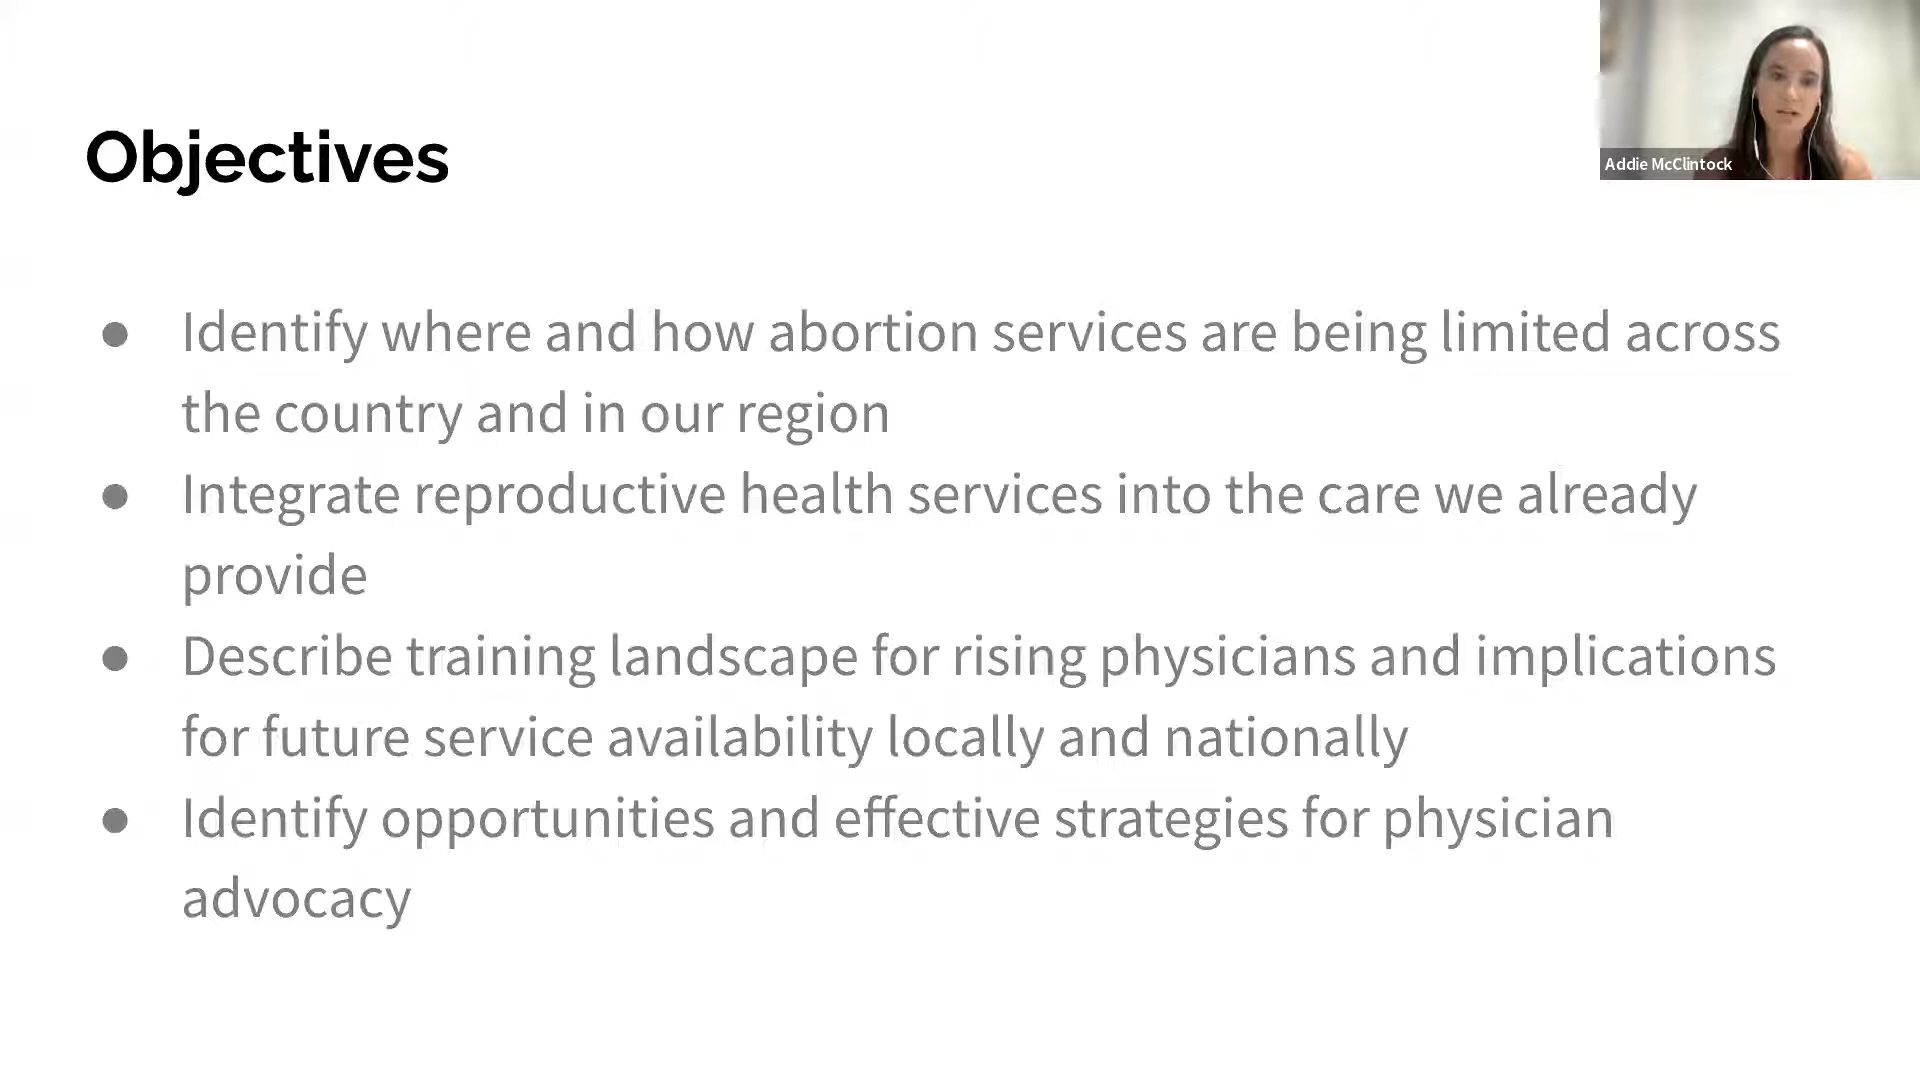 Objectives
Addie McClintock
● Identify where and how abortion services are being limited across
the country and in our region
● Integrate reproductive health services into the care we already
provide
● Describe training landscape for rising physicians and implications
for future service availability locally and nationally
● Identify opportunities and effective strategies for physician
advocacy